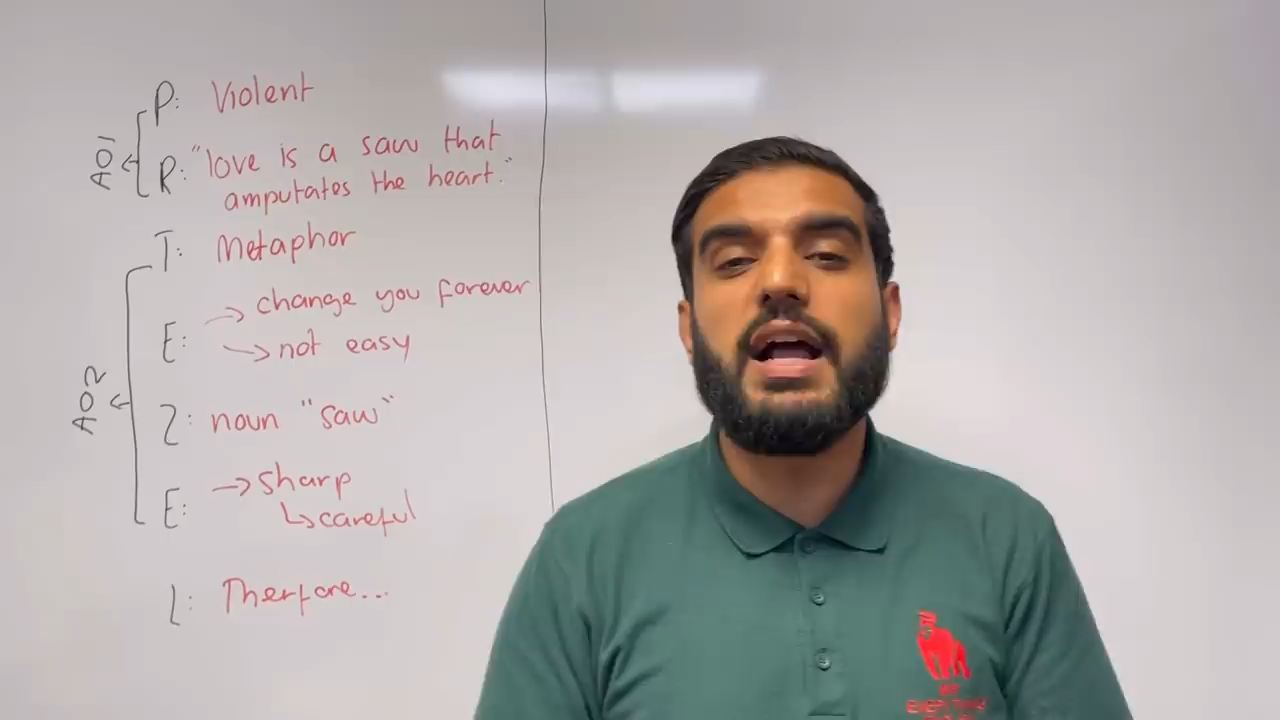 P: Violent
AO1
R: "love is a saw that
amputates the heart."
T: Metaphor
→ change you forever
E:
→ not easy
AO2
Z: noun "saw"
→ sharp
E:
↳ careful
L: Therfore...